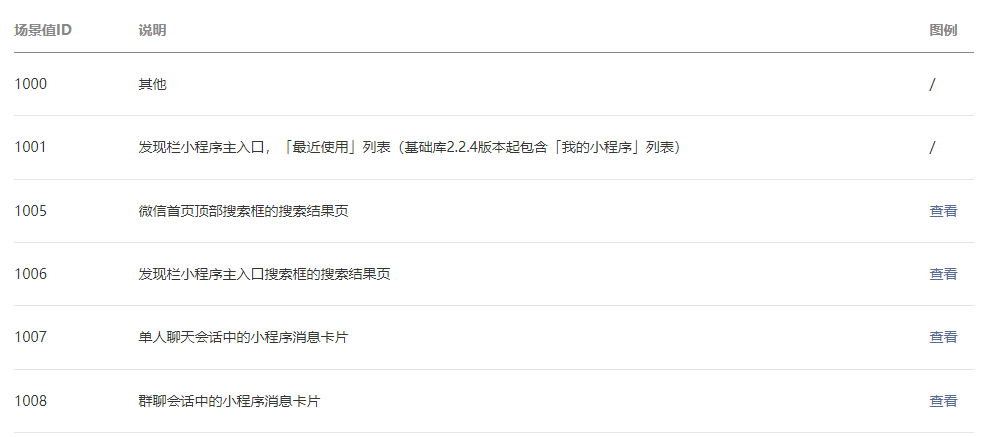 场景值ID 说明 图例
1000 其他 /
1001 发现栏小程序主入口，「最近使用」列表（基础库2.2.4版本起包含「我的小程序」列表） /
1005 微信首页顶部搜索框的搜索结果页 查看
1006 发现栏小程序主入口搜索框的搜索结果页 查看
1007 单人聊天会话中的小程序消息卡片 查看
1008 群聊会话中的小程序消息卡片 查看